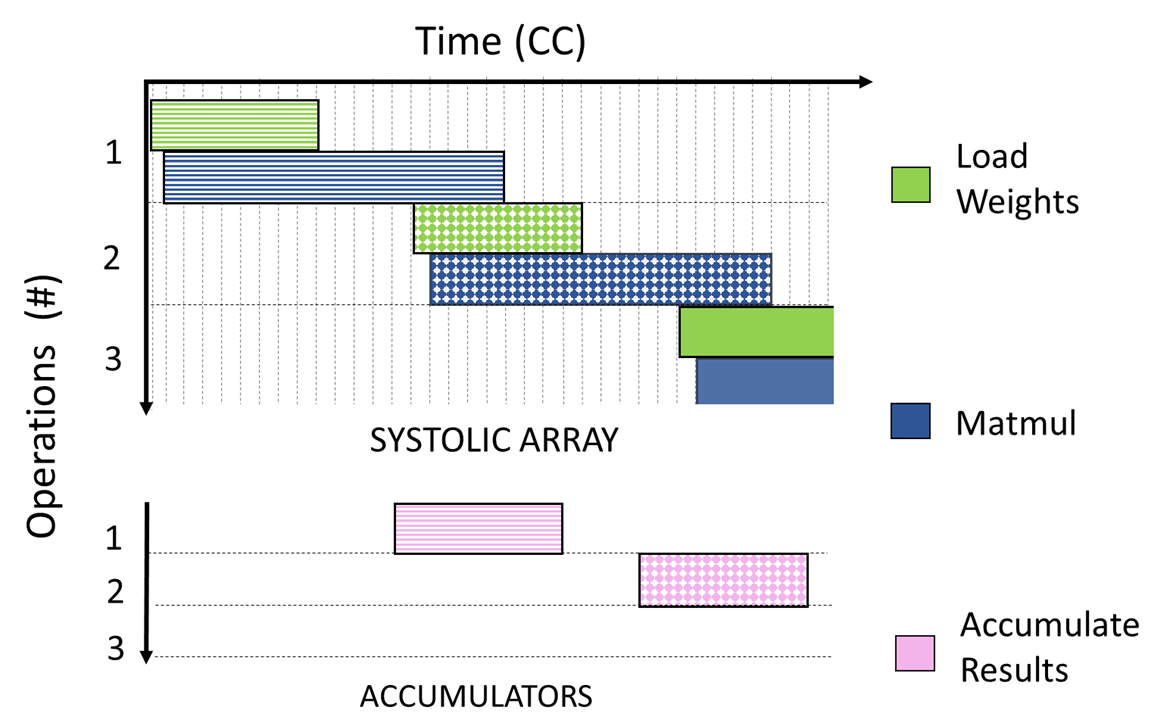 Time (CC)
Operations (#)
1
2
3
SYSTOLIC ARRAY
1
2
3
ACCUMULATORS
Load
Weights
Matmul
Accumulate
Results